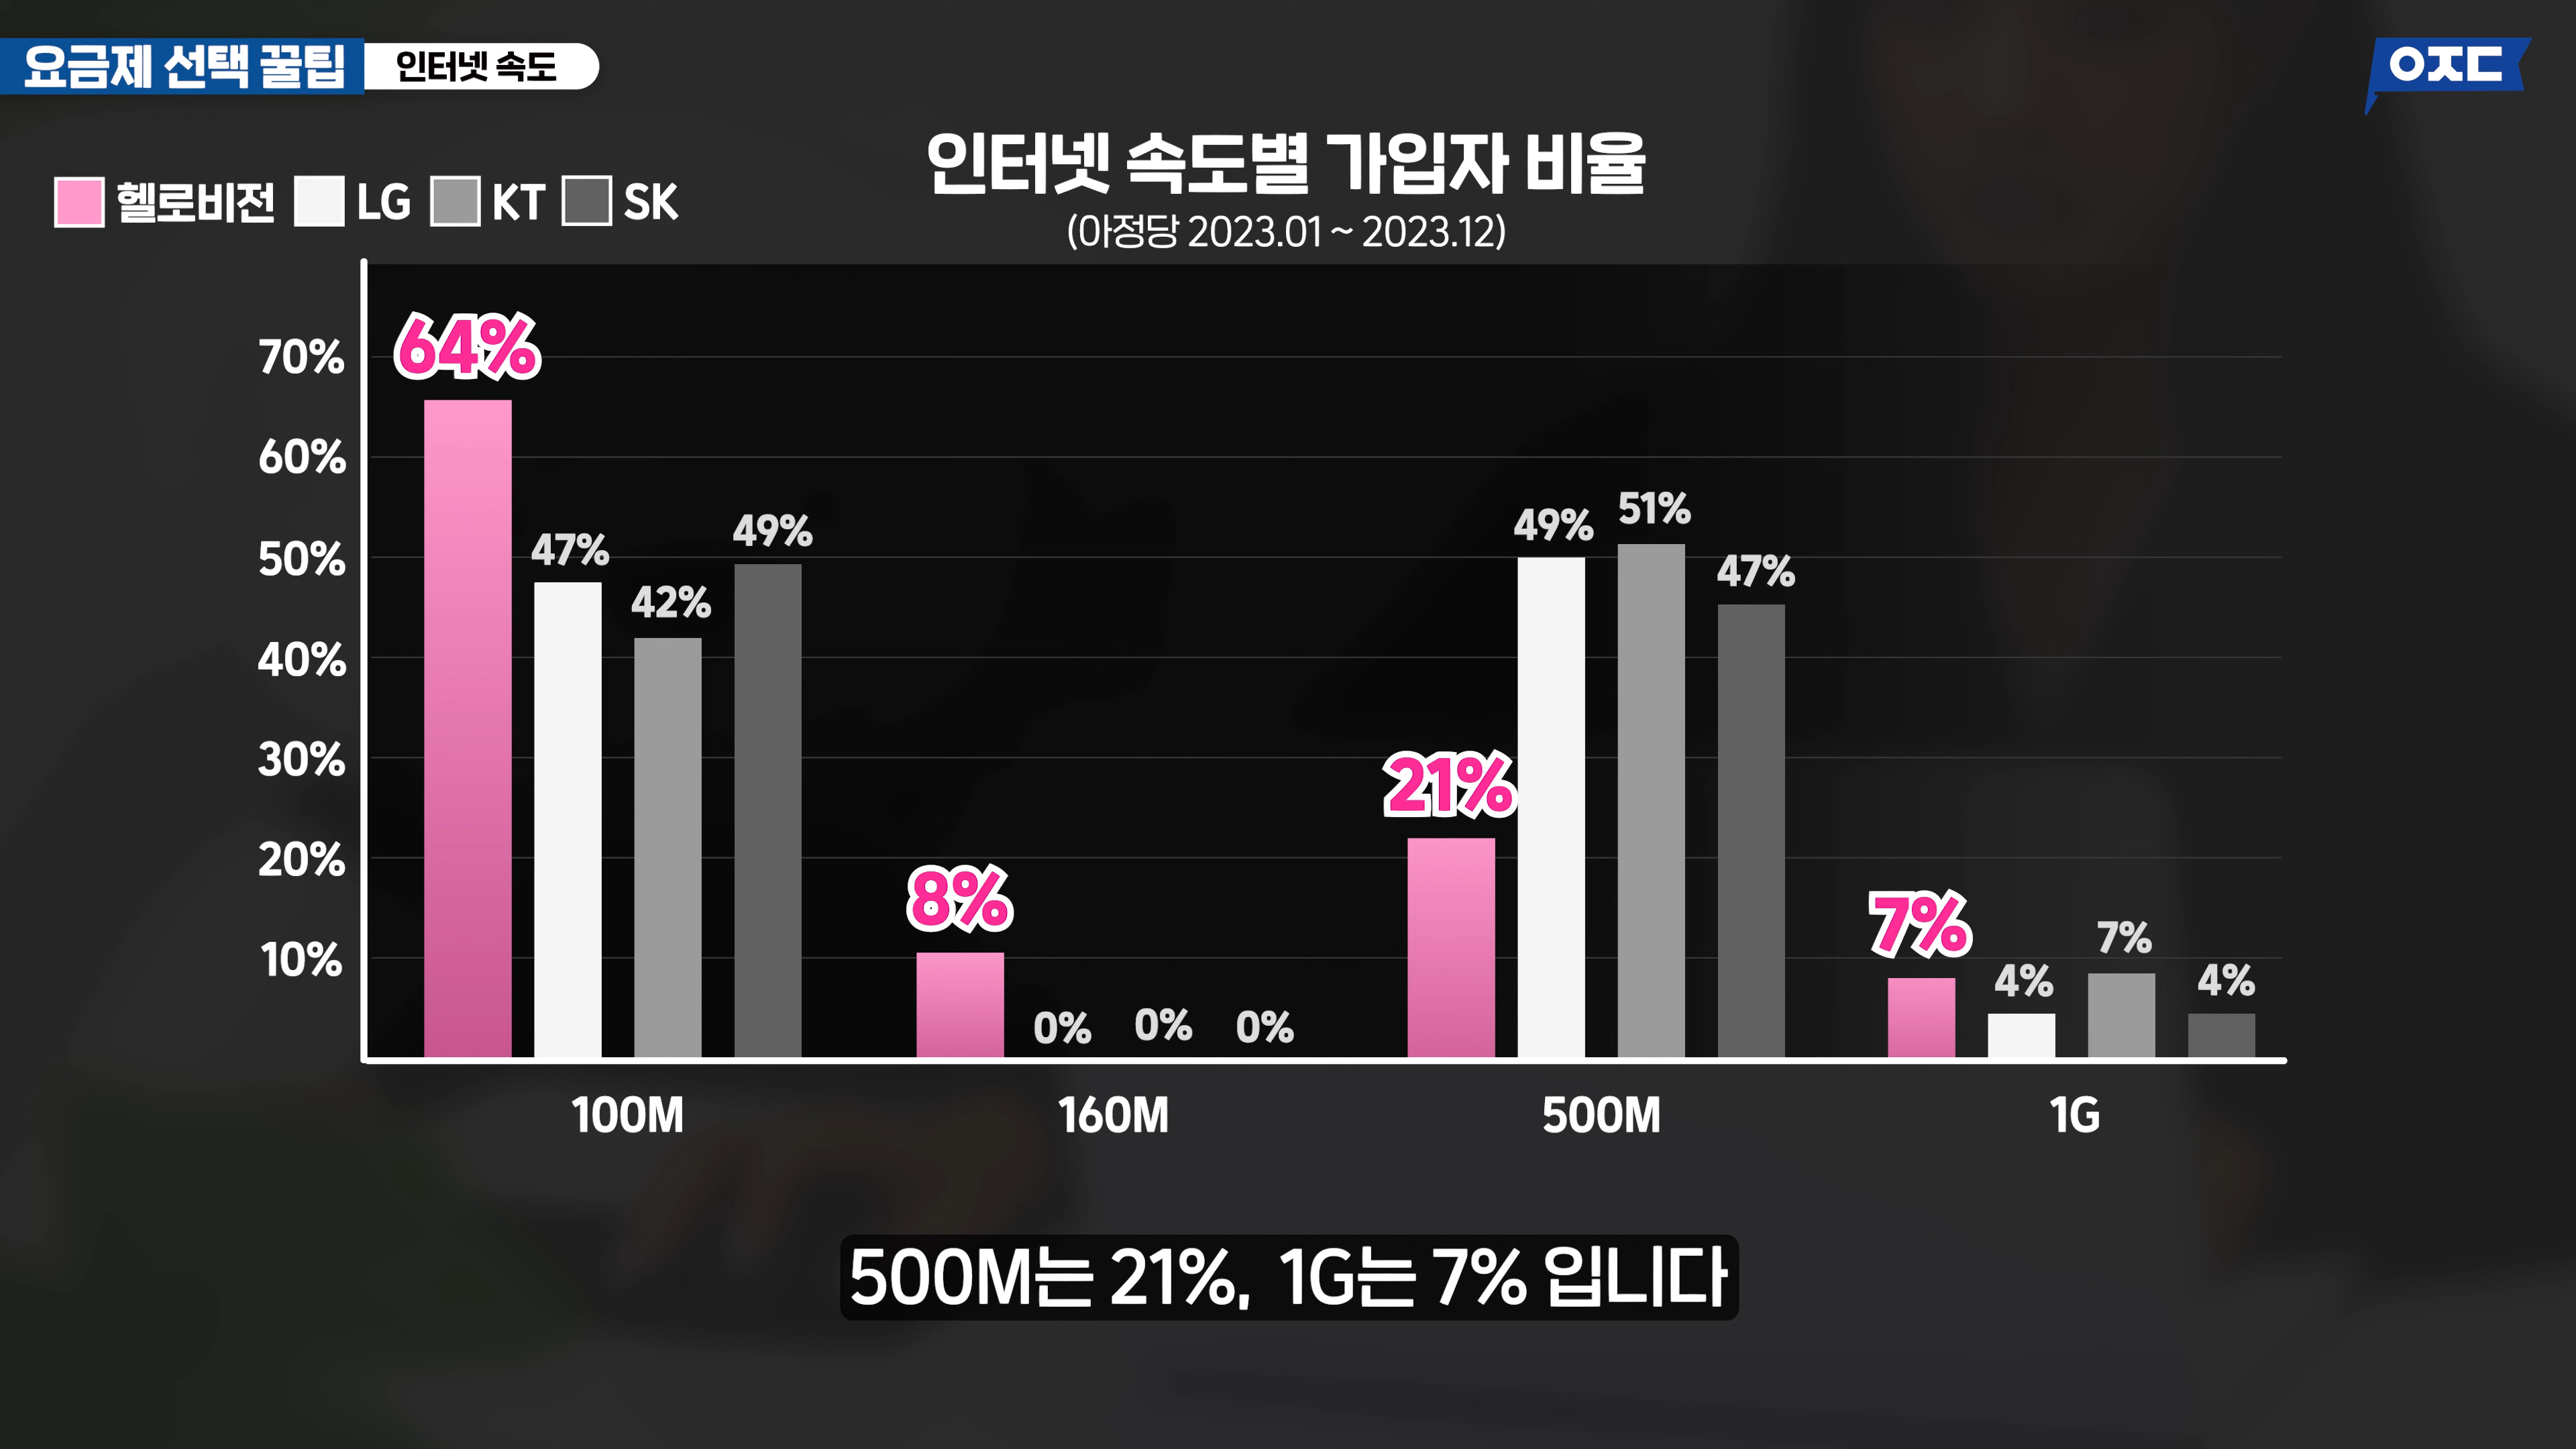 요금제 선택 꿀팁
인터넷 속도
ㅇㅈㄷ
인터넷 속도별 가입자 비율
(아정당 2023.01 ~ 2023.12)
헬로비전 LG KT SK
70%
60%
50%
40%
30%
20%
10%
64% 47% 42% 49%
8% 0% 0% 0%
21% 49% 51% 47%
7% 4% 7% 4%
100M 160M 500M 1G
500M는 21%, 1G는 7% 입니다